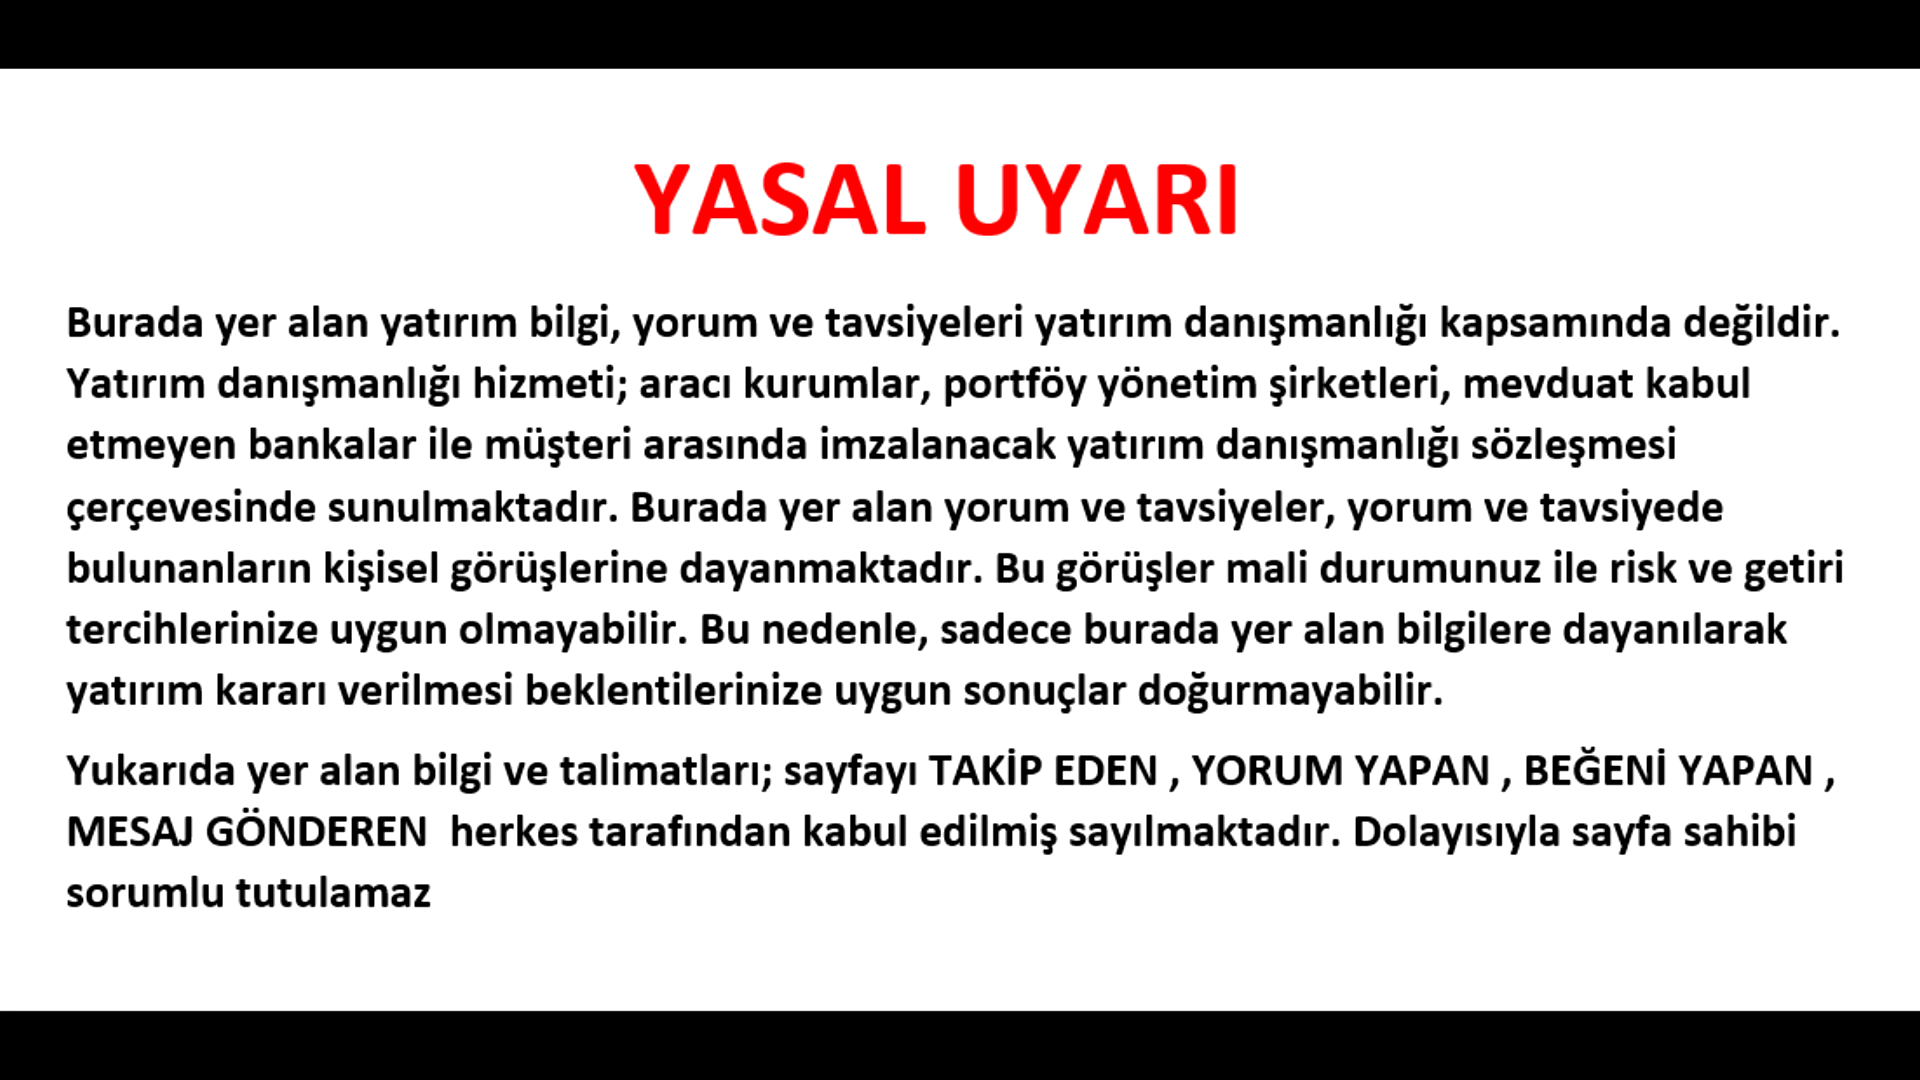 YASAL UYARI
Burada yer alan yatırım bilgi, yorum ve tavsiyeleri yatırım danışmanlığı kapsamında değildir.
Yatırım danışmanlığı hizmeti; aracı kurumlar, portföy yönetim şirketleri, mevduat kabul
etmeyen bankalar ile müşteri arasında imzalanacak yatırım danışmanlığı sözleşmesi
çerçevesinde sunulmaktadır. Burada yer alan yorum ve tavsiyeler, yorum ve tavsiyede
bulunanların kişisel görüşlerine dayanmaktadır. Bu görüşler mali durumunuz ile risk ve getiri
tercihlerinize uygun olmayabilir. Bu nedenle, sadece burada yer alan bilgilere dayanılarak
yatırım kararı verilmesi beklentilerinize uygun sonuçlar doğurmayabilir.
Yukarıda yer alan bilgi ve talimatları; sayfayı TAKİP EDEN , YORUM YAPAN , BEĞENİ YAPAN ,
MESAJ GÖNDEREN  herkes tarafından kabul edilmiş sayılmaktadır. Dolayısıyla sayfa sahibi
sorumlu tutulamaz